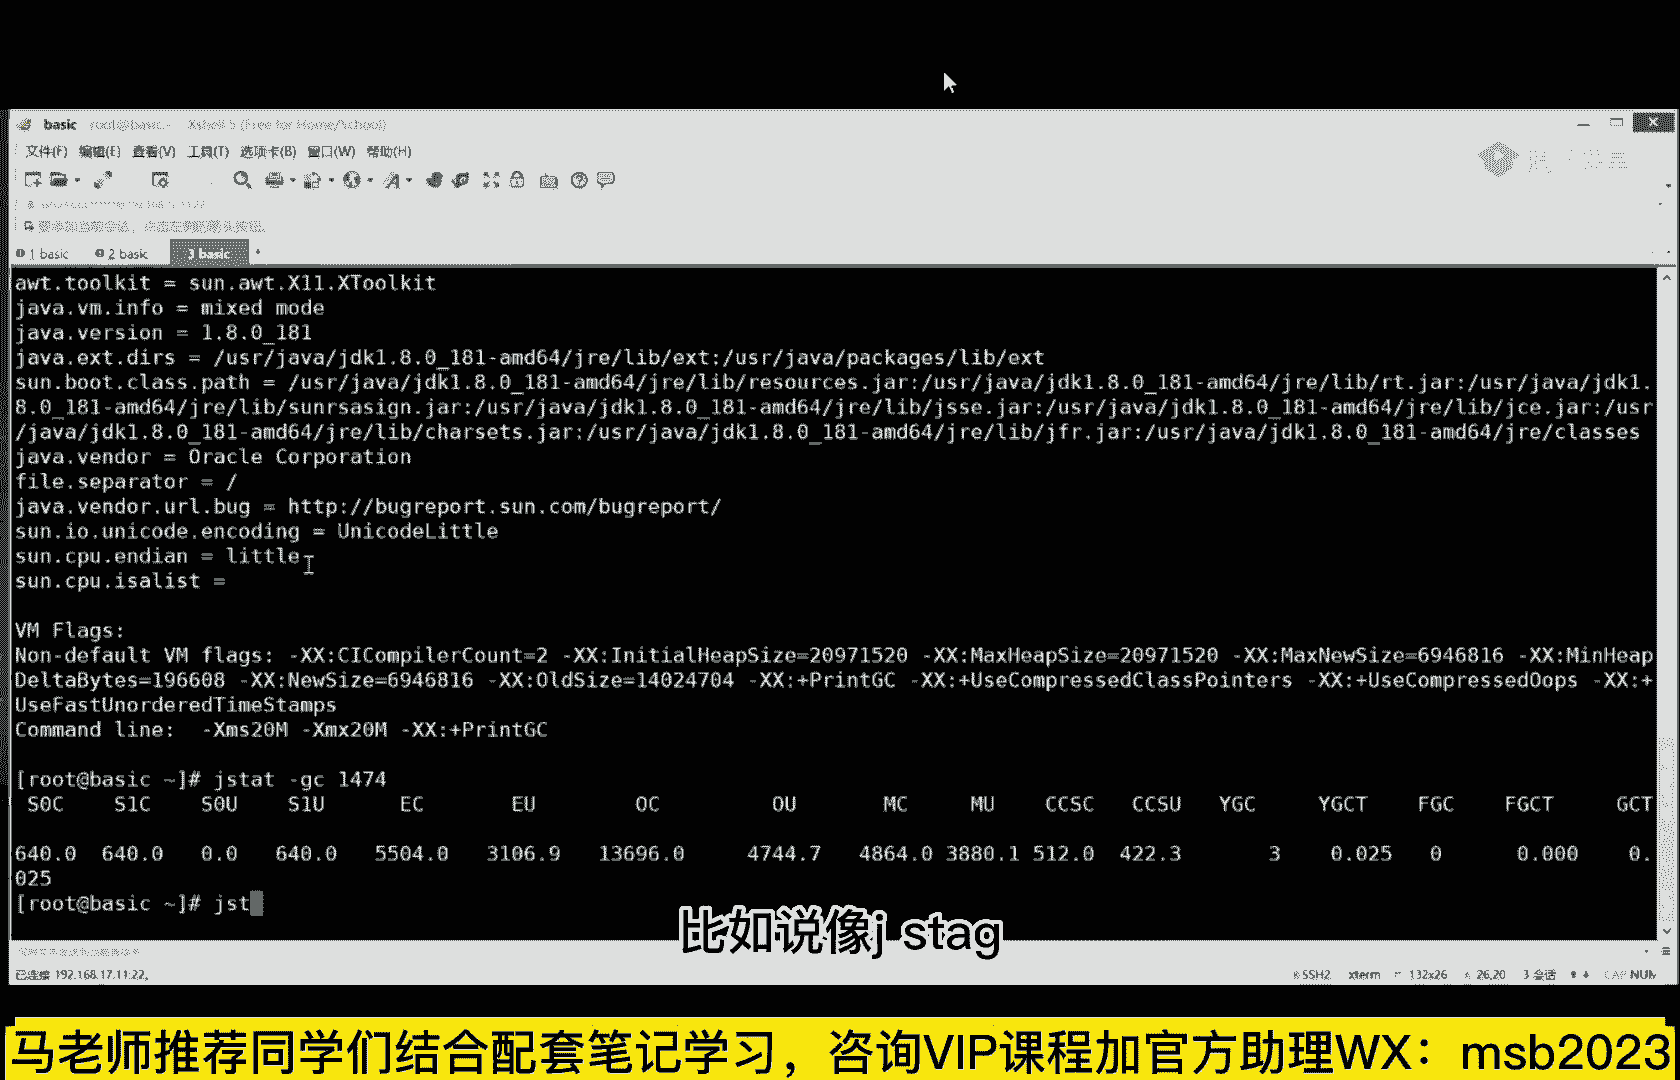 basic root@basic:~ Xshell 5 (Free for Home/School)
文件(F) 编辑(E) 查看(V) 工具(T) 选项卡(B) 窗口(W) 帮助(H)
1 basic 2 basic 3 basic
awt.toolkit = sun.awt.X11.XToolkit
java.vm.info = mixed mode
java.version = 1.8.0_181
java.ext.dirs = /usr/java/jdk1.8.0_181-amd64/jre/lib/ext:/usr/java/packages/lib/ext
sun.boot.class.path = /usr/java/jdk1.8.0_181-amd64/jre/lib/resources.jar:/usr/java/jdk1.8.0_181-amd64/jre/lib/rt.jar:/usr/java/jdk1.
8.0_181-amd64/jre/lib/sunrsasign.jar:/usr/java/jdk1.8.0_181-amd64/jre/lib/jsse.jar:/usr/java/jdk1.8.0_181-amd64/jre/lib/jce.jar:/usr
/java/jdk1.8.0_181-amd64/jre/lib/charsets.jar:/usr/java/jdk1.8.0_181-amd64/jre/lib/jfr.jar:/usr/java/jdk1.8.0_181-amd64/jre/classes
java.vendor = Oracle Corporation
file.separator = /
java.vendor.url.bug = http://bugreport.sun.com/bugreport/
sun.io.unicode.encoding = UnicodeLittle
sun.cpu.endian = little
sun.cpu.isalist =
VM Flags:
Non-default VM flags: -XX:CICompilerCount=2 -XX:InitialHeapSize=20971520 -XX:MaxHeapSize=20971520 -XX:MaxNewSize=6946816 -XX:MinHeap
DeltaBytes=196608 -XX:NewSize=6946816 -XX:OldSize=14024704 -XX:+PrintGC -XX:+UseCompressedClassPointers -XX:+UseCompressedOops -XX:+
UseFastUnorderedTimeStamps
Command line:  -Xms20M -Xmx20M -XX:+PrintGC
[root@basic ~]# jstat -gc 1474
S0C S1C S0U S1U EC EU OC OU MC MU CCSC CCSU YGC YGCT FGC FGCT GCT
640.0 640.0 0.0 640.0 5504.0 3106.9 13696.0 4744.7 4864.0 3880.1 512.0 422.3 3 0.025 0 0.000 0.
025
[root@basic ~]# jst
比如说像j stag
已连接 192.168.17.11:22。 SSH2 xterm 132x26 26,20 3 会话 CAP NUM
马老师推荐同学们结合配套笔记学习，咨询VIP课程加官方助理WX：msb2023